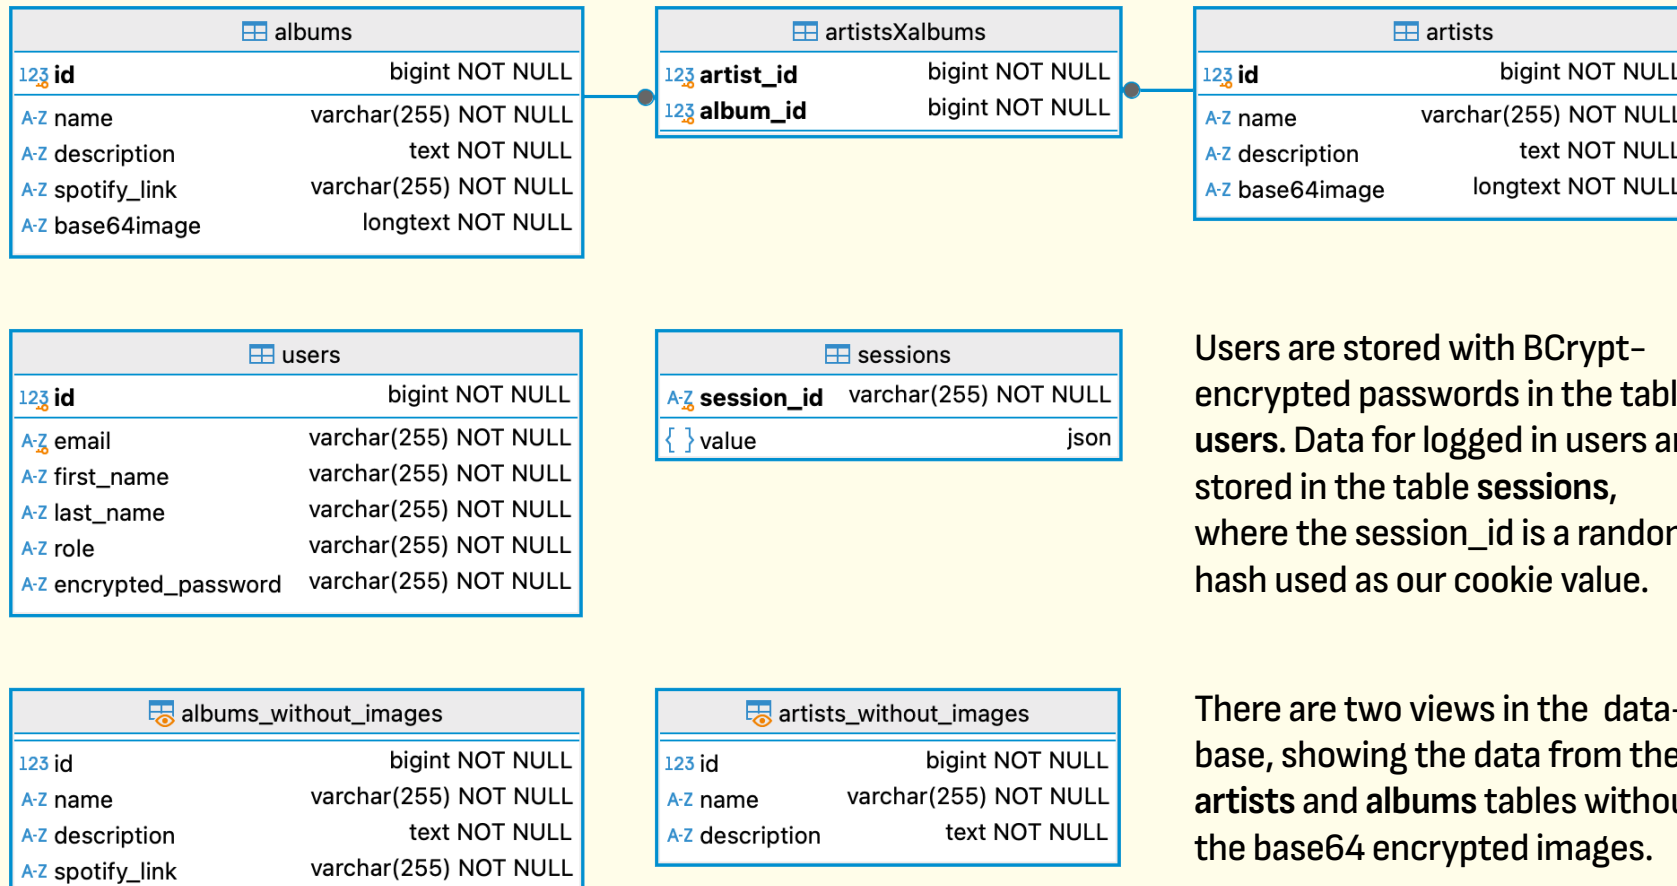 albums
123 id bigint NOT NULL
A-Z name varchar(255) NOT NULL
A-Z description text NOT NULL
A-Z spotify_link varchar(255) NOT NULL
A-Z base64image longtext NOT NULL
artistsXalbums
123 artist_id bigint NOT NULL
123 album_id bigint NOT NULL
artists
123 id bigint NOT NULL
A-Z name varchar(255) NOT NULL
A-Z description text NOT NULL
A-Z base64image longtext NOT NULL
users
123 id bigint NOT NULL
A-Z email varchar(255) NOT NULL
A-Z first_name varchar(255) NOT NULL
A-Z last_name varchar(255) NOT NULL
A-Z role varchar(255) NOT NULL
A-Z encrypted_password varchar(255) NOT NULL
sessions
A-Z session_id varchar(255) NOT NULL
{ } value json
Users are stored with BCrypt-
encrypted passwords in the tabl
users. Data for logged in users ar
stored in the table sessions,
where the session_id is a random
hash used as our cookie value.
albums_without_images
123 id bigint NOT NULL
A-Z name varchar(255) NOT NULL
A-Z description text NOT NULL
A-Z spotify_link varchar(255) NOT NULL
artists_without_images
123 id bigint NOT NULL
A-Z name varchar(255) NOT NULL
A-Z description text NOT NULL
There are two views in the data-
base, showing the data from the
artists and albums tables withou
the base64 encrypted images.